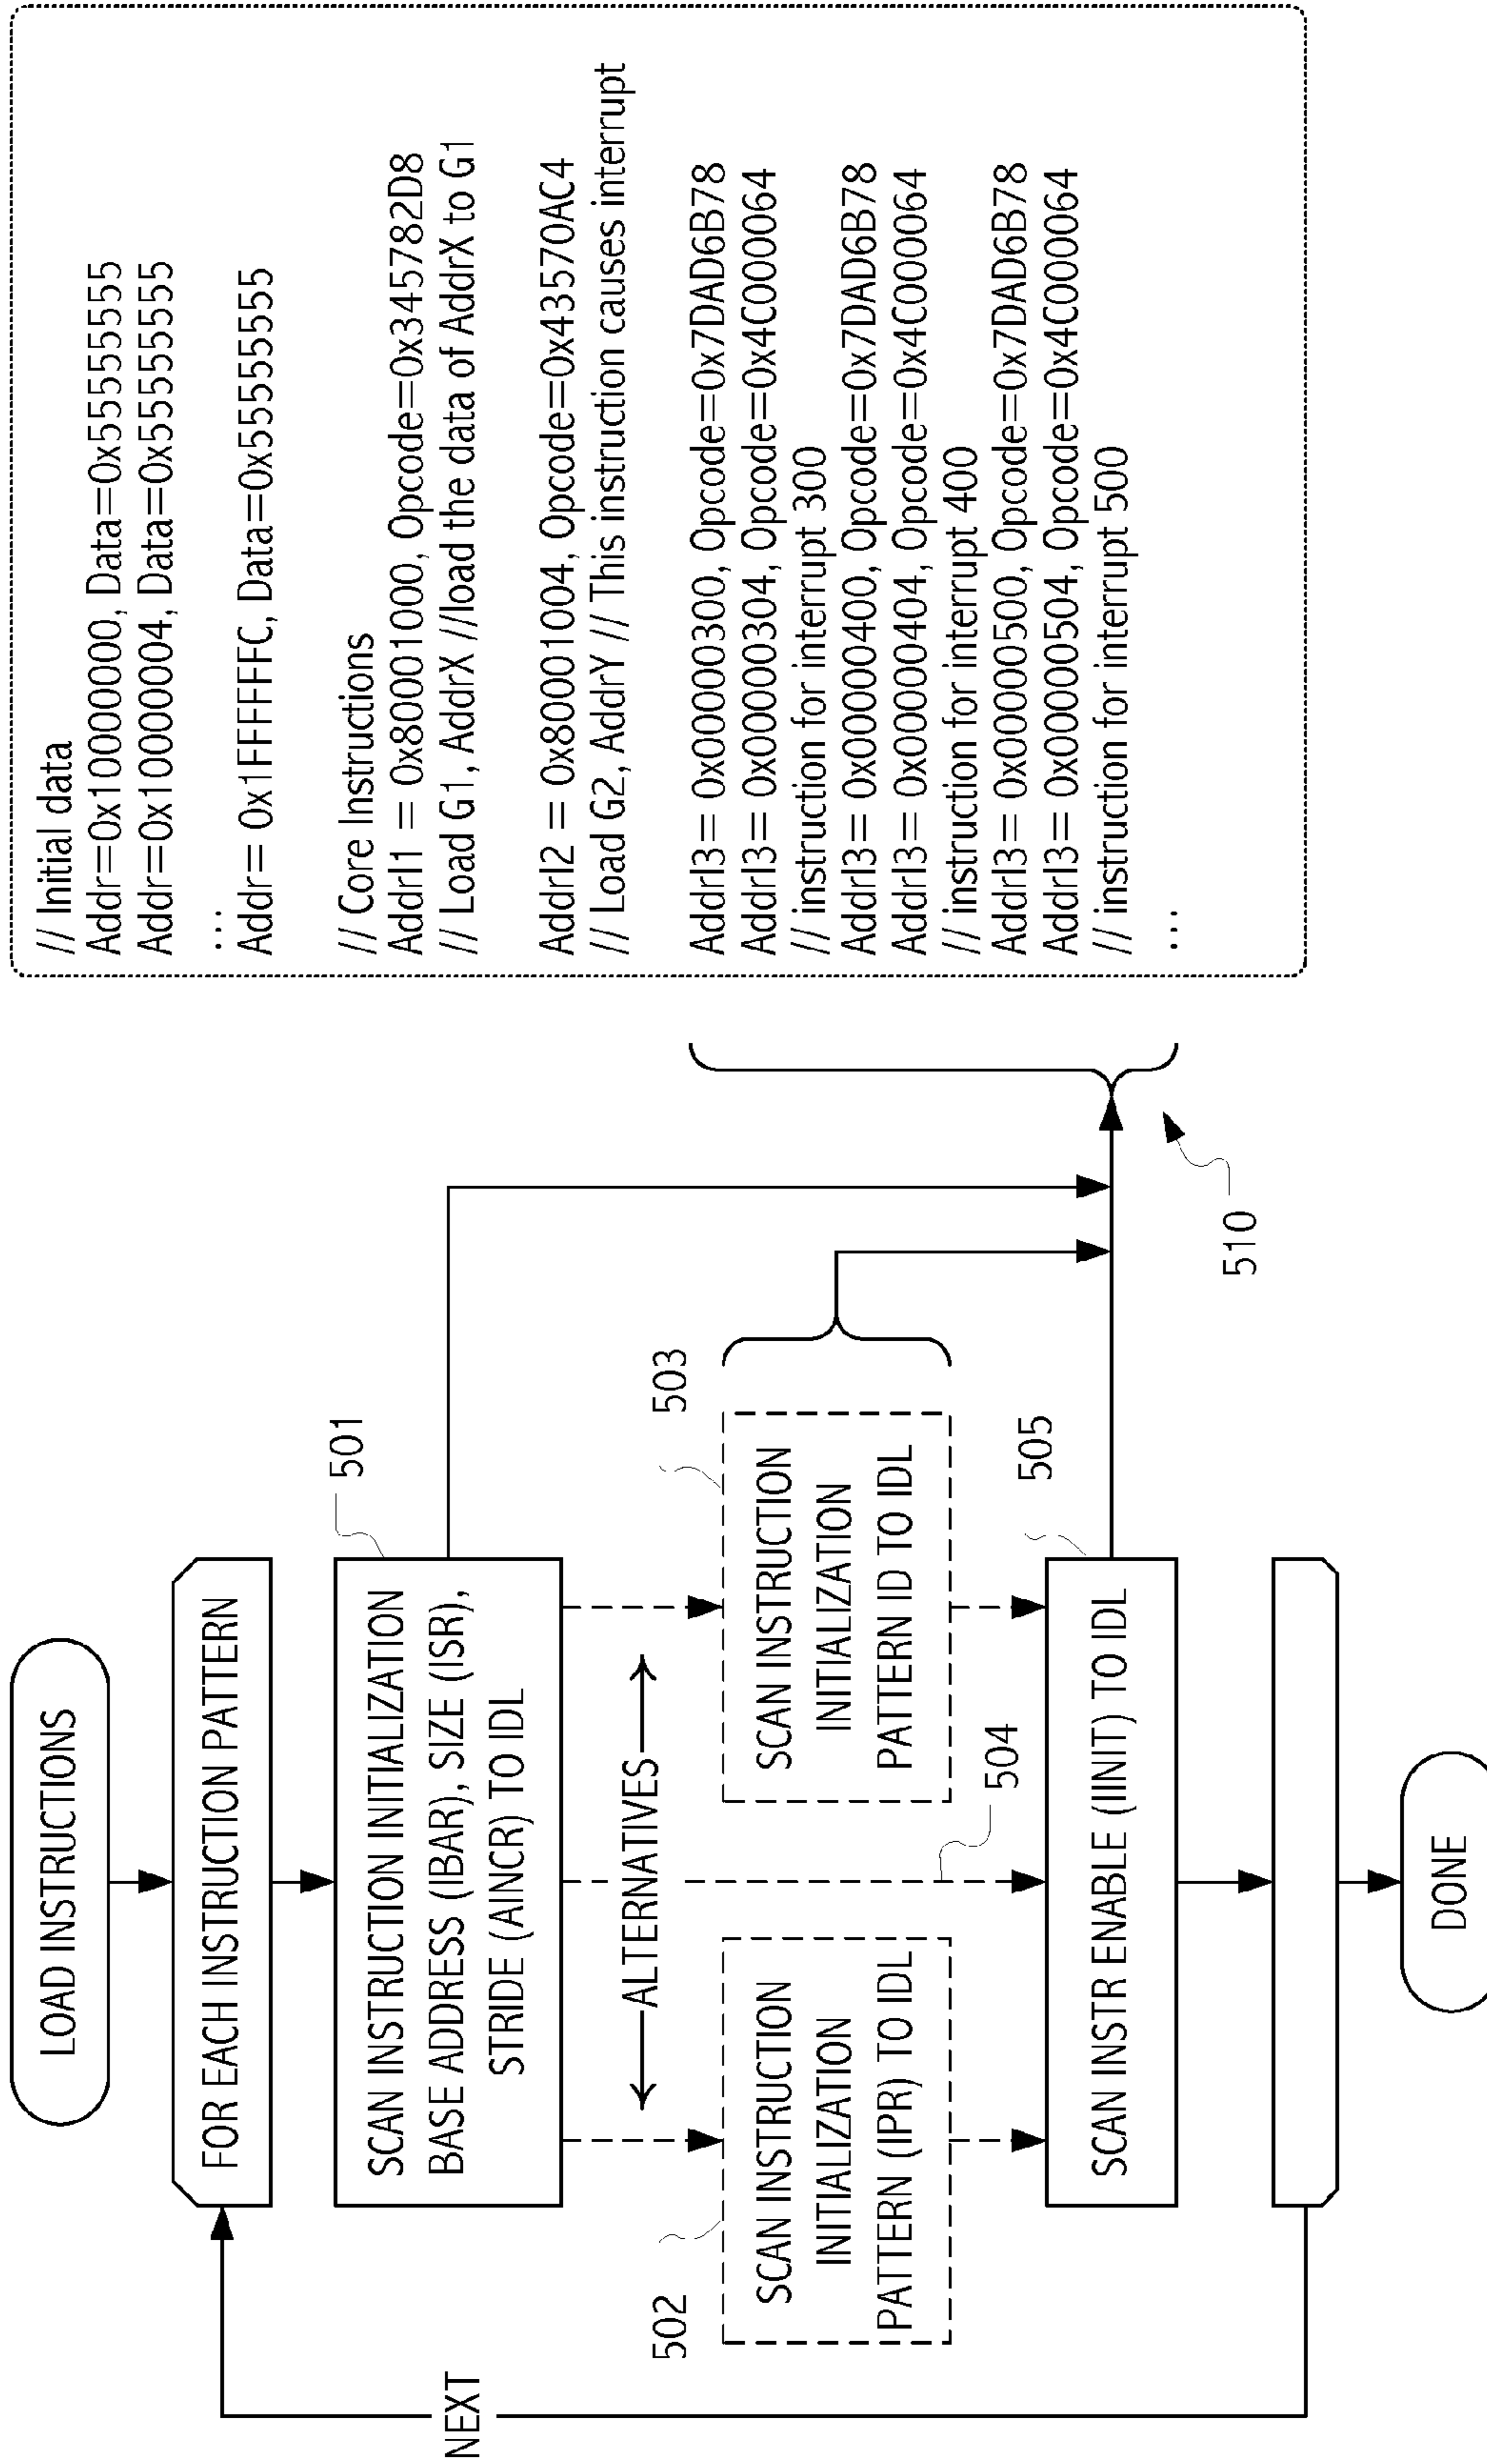 LOAD INSTRUCTIONS
FOR EACH INSTRUCTION PATTERN
NEXT
501
SCAN INSTRUCTION INITIALIZATION
BASE ADDRESS (IBAR), SIZE (ISR),
STRIDE (AINCR) TO IDL
ALTERNATIVES
502
SCAN INSTRUCTION
INITIALIZATION
PATTERN (IPR) TO IDL
504
503
SCAN INSTRUCTION
INITIALIZATION
PATTERN ID TO IDL
505
SCAN INSTR ENABLE (IINIT) TO IDL
DONE
510
// Initial data
Addr=0x10000000, Data=0x55555555
Addr=0x10000004, Data=0x55555555
...
Addr= 0x1FFFFFFC, Data=0x55555555
// Core Instructions
AddrI1 = 0x80001000, Opcode=0x345782D8
// Load G1, AddrX //load the data of AddrX to G1
AddrI2 = 0x80001004, Opcode=0x43570AC4
// Load G2, AddrY // This instruction causes interrupt
AddrI3= 0x00000300, Opcode=0x7DAD6B78
AddrI3= 0x00000304, Opcode=0x4C000064
// instruction for interrupt 300
AddrI3= 0x00000400, Opcode=0x7DAD6B78
AddrI3= 0x00000404, Opcode=0x4C000064
// instruction for interrupt 400
AddrI3= 0x00000500, Opcode=0x7DAD6B78
AddrI3= 0x00000504, Opcode=0x4C000064
// instruction for interrupt 500
...